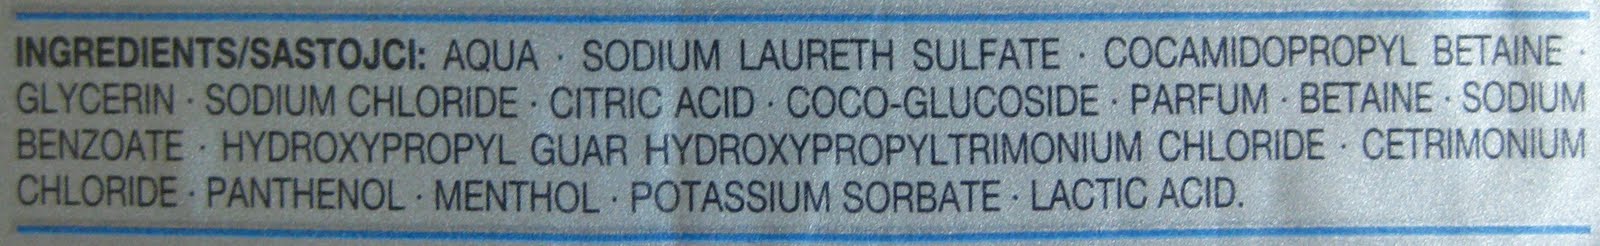 INGREDIENTS/SASTOJCI: AQUA · SODIUM LAURETH SULFATE · COCAMIDOPROPYL BETAINE ·
GLYCERIN · SODIUM CHLORIDE · CITRIC ACID · COCO-GLUCOSIDE · PARFUM · BETAINE · SODIUM
BENZOATE · HYDROXYPROPYL GUAR HYDROXYPROPYLTRIMONIUM CHLORIDE · CETRIMONIUM
CHLORIDE · PANTHENOL · MENTHOL · POTASSIUM SORBATE · LACTIC ACID.